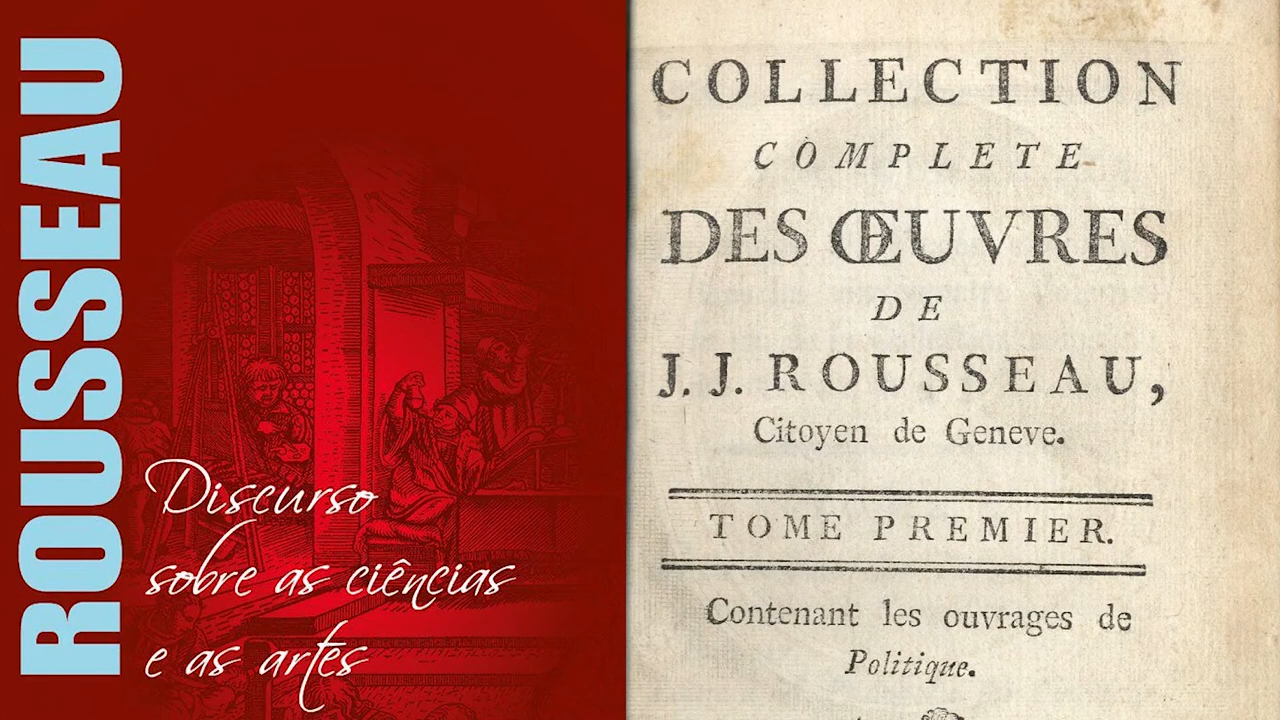 ROUSSEAU
Discurso
sobre as ciências
e as artes
COLLECTION
COMPLETE
DES ŒUVRES
DE
J. J. ROUSSEAU,
Citoyen de Geneve.
TOME PREMIER.
Contenant les ouvrages de
Politique.